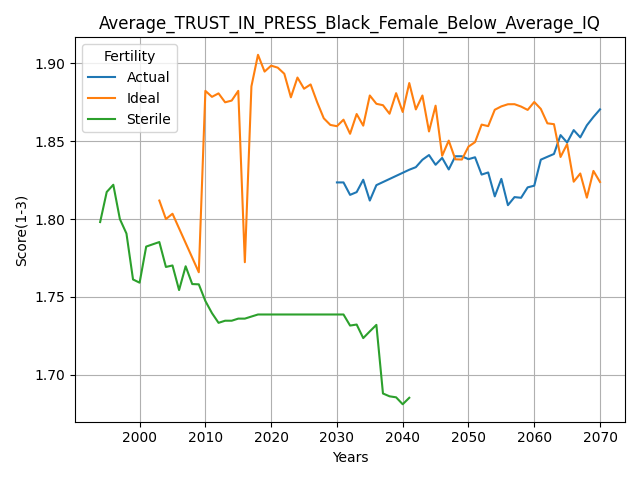 Average_TRUST_IN_PRESS_Black_Female_Below_Average_IQ
Fertility
Actual
Ideal
Sterile
Score(1-3)
1.90
1.85
1.80
1.75
1.70
2000 2010 2020 2030 2040 2050 2060 2070
Years